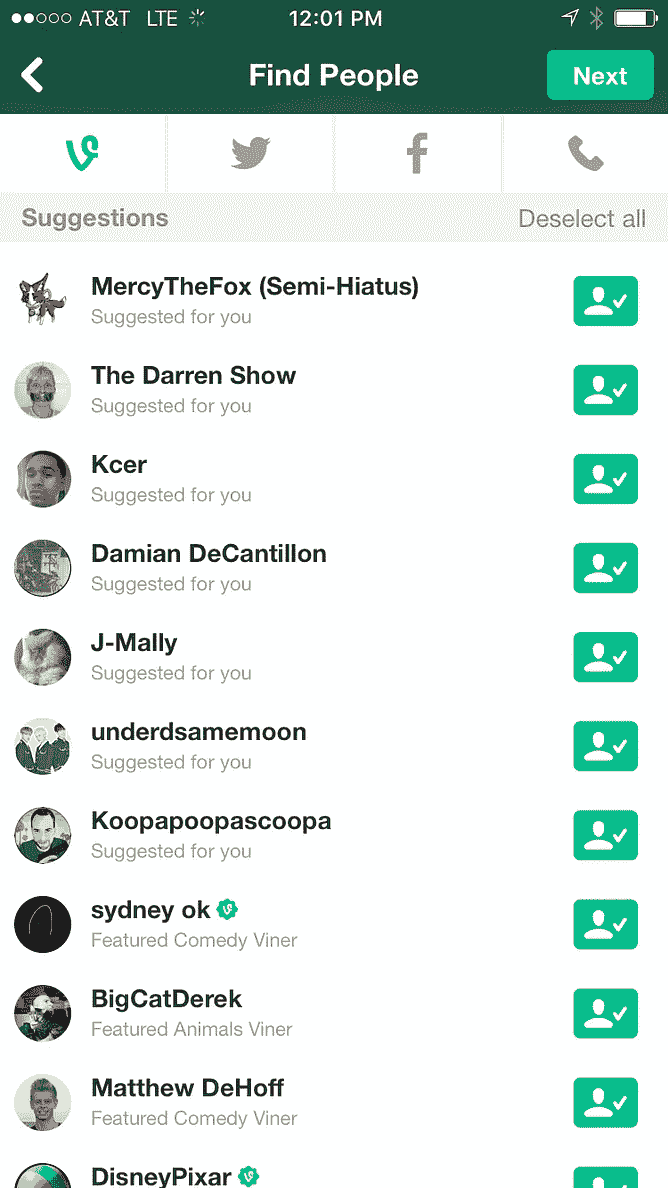 AT&T LTE 12:01 PM
Find People
Next
Suggestions
Deselect all
MercyTheFox (Semi-Hiatus)
Suggested for you
The Darren Show
Suggested for you
Kcer
Suggested for you
Damian DeCantillon
Suggested for you
J-Mally
Suggested for you
underdsamemoon
Suggested for you
Koopapoopascoopa
Suggested for you
sydney ok
Featured Comedy Viner
BigCatDerek
Featured Animals Viner
Matthew DeHoff
Featured Comedy Viner
DisneyPixar